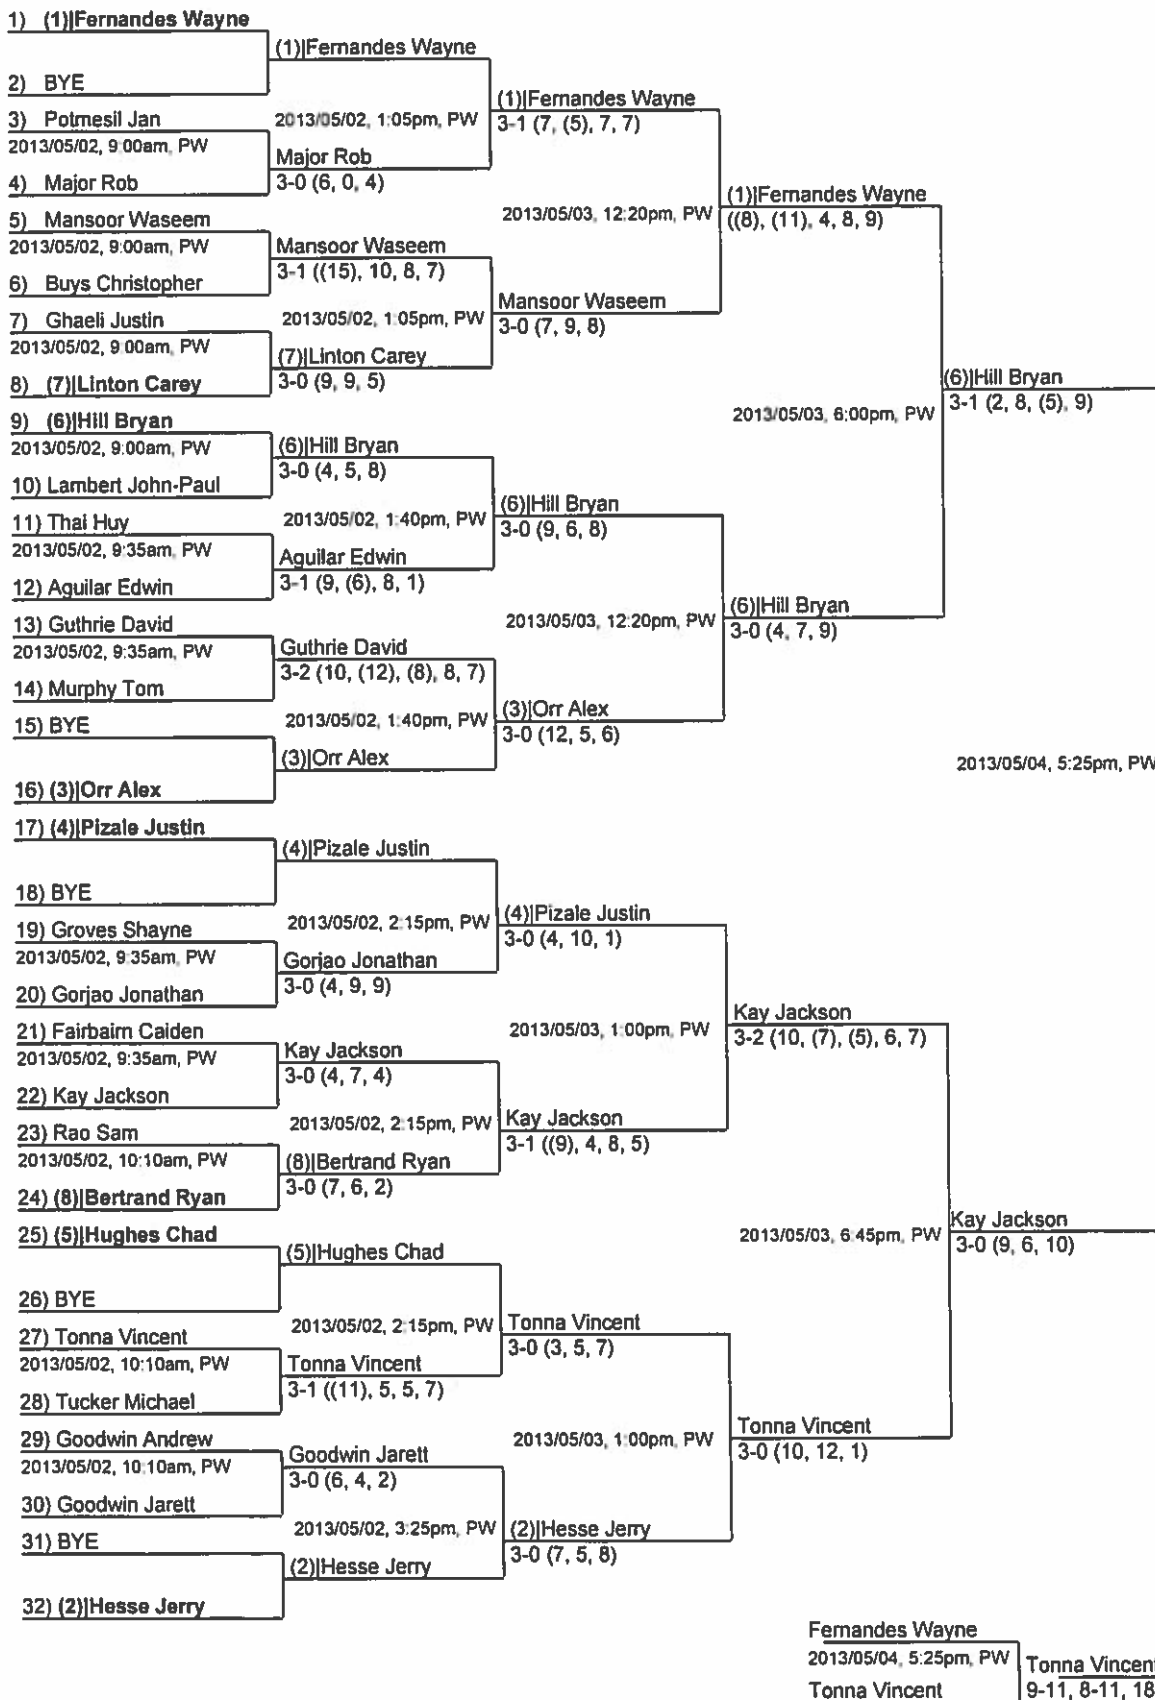 1) (1)|Fernandes Wayne
(1)|Fernandes Wayne
2) BYE
(1)|Fernandes Wayne
3-1 (7, (5), 7, 7)
3) Potmesil Jan
2013/05/02, 1:05pm, PW
2013/05/02, 9:00am, PW
Major Rob
4) Major Rob
3-0 (6, 0, 4)
(1)|Fernandes Wayne
((8), (11), 4, 8, 9)
5) Mansoor Waseem
2013/05/03, 12:20pm, PW
2013/05/02, 9:00am, PW
Mansoor Waseem
3-1 ((15), 10, 8, 7)
6) Buys Christopher
Mansoor Waseem
3-0 (7, 9, 8)
7) Ghaeli Justin
2013/05/02, 1:05pm, PW
2013/05/02, 9:00am, PW
(7)|Linton Carey
3-0 (9, 9, 5)
8) (7)|Linton Carey
(6)|Hill Bryan
3-1 (2, 8, (5), 9)
9) (6)|Hill Bryan
2013/05/03, 6:00pm, PW
2013/05/02, 9:00am, PW
(6)|Hill Bryan
3-0 (4, 5, 8)
10) Lambert John-Paul
(6)|Hill Bryan
3-0 (9, 6, 8)
11) Thai Huy
2013/05/02, 1:40pm, PW
2013/05/02, 9:35am, PW
Aguilar Edwin
3-1 (9, (6), 8, 1)
12) Aguilar Edwin
(6)|Hill Bryan
3-0 (4, 7, 9)
13) Guthrie David
2013/05/03, 12:20pm, PW
2013/05/02, 9:35am, PW
Guthrie David
3-2 (10, (12), (8), 8, 7)
14) Murphy Tom
(3)|Orr Alex
3-0 (12, 5, 6)
15) BYE
2013/05/02, 1:40pm, PW
(3)|Orr Alex
16) (3)|Orr Alex
2013/05/04, 5:25pm, PW
17) (4)|Pizale Justin
(4)|Pizale Justin
18) BYE
(4)|Pizale Justin
3-0 (4, 10, 1)
19) Groves Shayne
2013/05/02, 2:15pm, PW
2013/05/02, 9:35am, PW
Gorjao Jonathan
3-0 (4, 9, 9)
20) Gorjao Jonathan
Kay Jackson
3-2 (10, (7), (5), 6, 7)
21) Fairbairn Caiden
2013/05/03, 1:00pm, PW
2013/05/02, 9:35am, PW
Kay Jackson
3-0 (4, 7, 4)
22) Kay Jackson
Kay Jackson
3-1 ((9), 4, 8, 5)
23) Rao Sam
2013/05/02, 2:15pm, PW
2013/05/02, 10:10am, PW
(8)|Bertrand Ryan
3-0 (7, 6, 2)
24) (8)|Bertrand Ryan
Kay Jackson
3-0 (9, 6, 10)
25) (5)|Hughes Chad
2013/05/03, 6:45pm, PW
(5)|Hughes Chad
26) BYE
Tonna Vincent
3-0 (3, 5, 7)
27) Tonna Vincent
2013/05/02, 2:15pm, PW
2013/05/02, 10:10am, PW
Tonna Vincent
3-1 ((11), 5, 5, 7)
28) Tucker Michael
Tonna Vincent
3-0 (10, 12, 1)
29) Goodwin Andrew
2013/05/03, 1:00pm, PW
2013/05/02, 10:10am, PW
Goodwin Jarett
3-0 (6, 4, 2)
30) Goodwin Jarett
(2)|Hesse Jerry
3-0 (7, 5, 8)
31) BYE
2013/05/02, 3:25pm, PW
(2)|Hesse Jerry
32) (2)|Hesse Jerry
Fernandes Wayne
2013/05/04, 5:25pm, PW
Tonna Vincent
Tonna Vincent
9-11, 8-11, 18